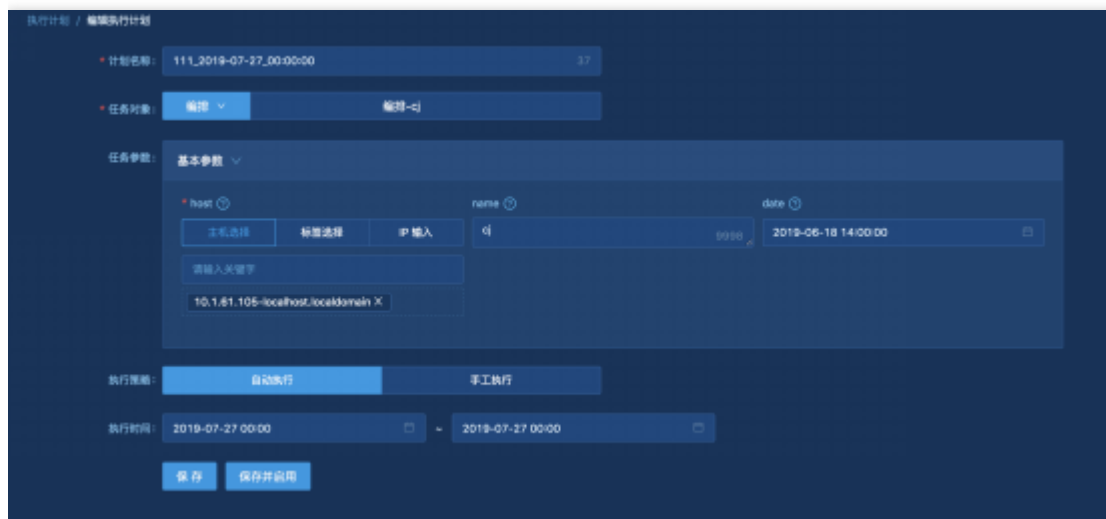 执行计划 / 编辑执行计划
* 计划名称: 111_2019-07-27_00:00:00 37
* 任务对象: 编排 编排-cj
任务参数: 基本参数
* host name date
主机选择 标签选择 IP 输入 cj 9998 2019-06-18 14:00:00
请输入关键字
10.1.61.105-localhost.localdomain X
执行策略: 自动执行 手工执行
执行时间: 2019-07-27 00:00 ~ 2019-07-27 00:00
保 存 保存并启用